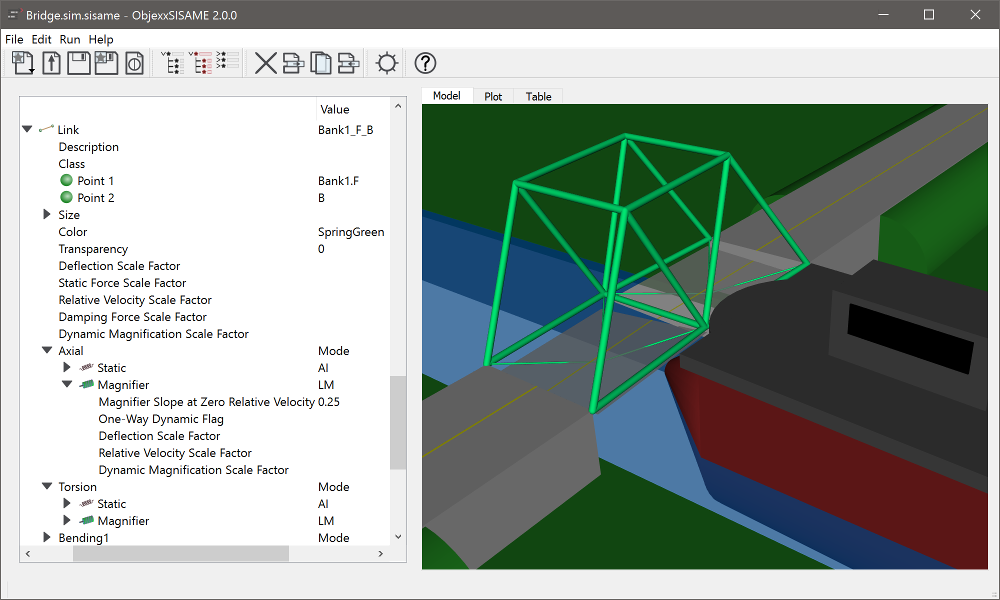 Bridge.sim.sisame - ObjexxSISAME 2.0.0
File Edit Run Help
Model Plot Table
Value
Link Bank1_F_B
Description
Class
Point 1 Bank1.F
Point 2 B
Size
Color SpringGreen
Transparency 0
Deflection Scale Factor
Static Force Scale Factor
Relative Velocity Scale Factor
Damping Force Scale Factor
Dynamic Magnification Scale Factor
Axial Mode
Static AI
Magnifier LM
Magnifier Slope at Zero Relative Velocity 0.25
One-Way Dynamic Flag
Deflection Scale Factor
Relative Velocity Scale Factor
Dynamic Magnification Scale Factor
Torsion Mode
Static AI
Magnifier LM
Bending1 Mode